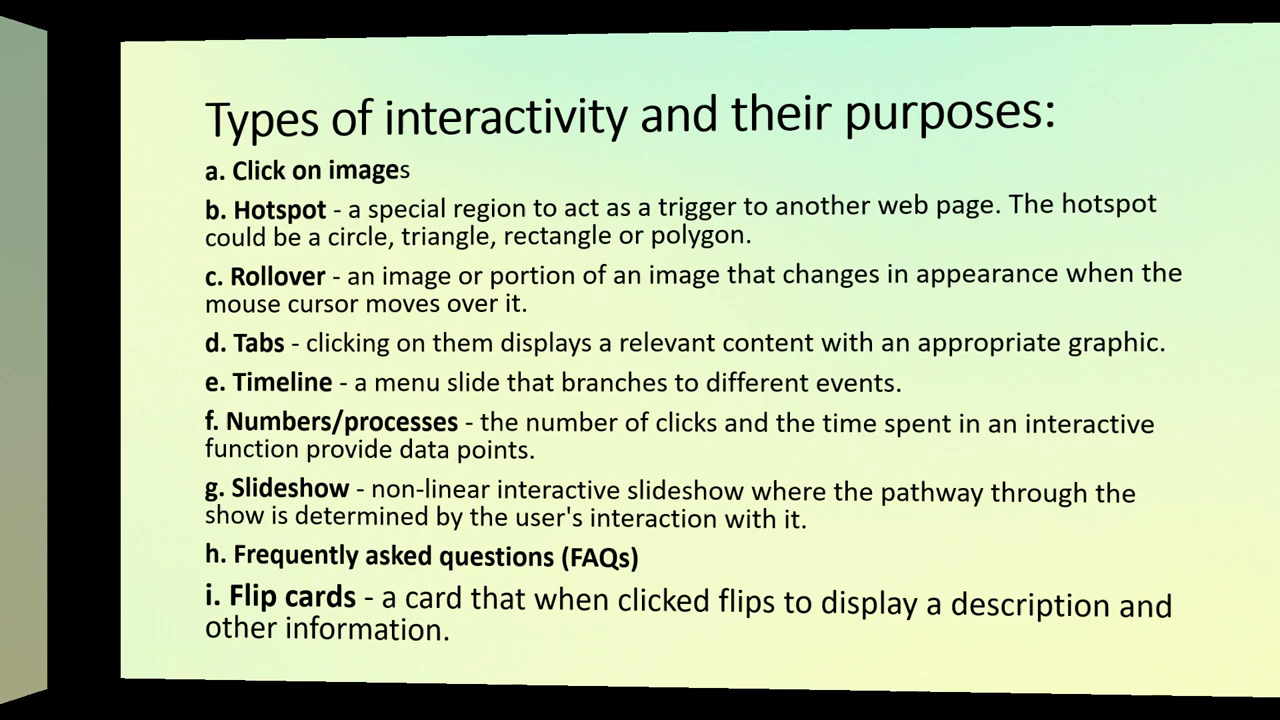 Types of interactivity and their purposes:
a. Click on images
b. Hotspot - a special region to act as a trigger to another web page. The hotspot
could be a circle, triangle, rectangle or polygon.
c. Rollover - an image or portion of an image that changes in appearance when the
mouse cursor moves over it.
d. Tabs - clicking on them displays a relevant content with an appropriate graphic.
e. Timeline - a menu slide that branches to different events.
f. Numbers/processes - the number of clicks and the time spent in an interactive
function provide data points.
g. Slideshow - non-linear interactive slideshow where the pathway through the
show is determined by the user's interaction with it.
h. Frequently asked questions (FAQs)
i. Flip cards - a card that when clicked flips to display a description and
other information.